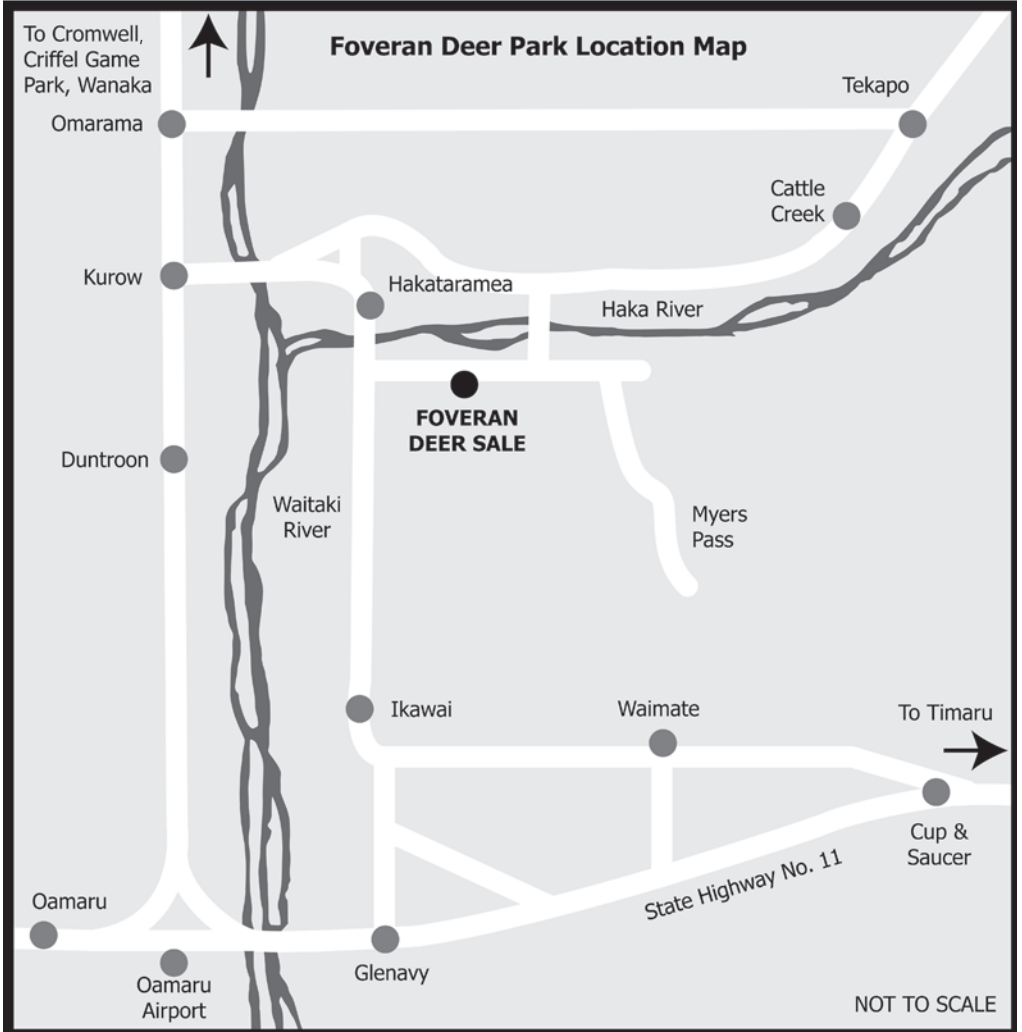 To Cromwell,
Criffel Game
Park, Wanaka
Foveran Deer Park Location Map
Tekapo
Omarama
Cattle
Creek
Kurow
Hakataramea
Haka River
FOVERAN
DEER SALE
Duntroon
Waitaki
River
Myers
Pass
Ikawai
Waimate
To Timaru
Cup &
Saucer
State Highway No. 11
Oamaru
Glenavy
Oamaru
Airport
NOT TO SCALE